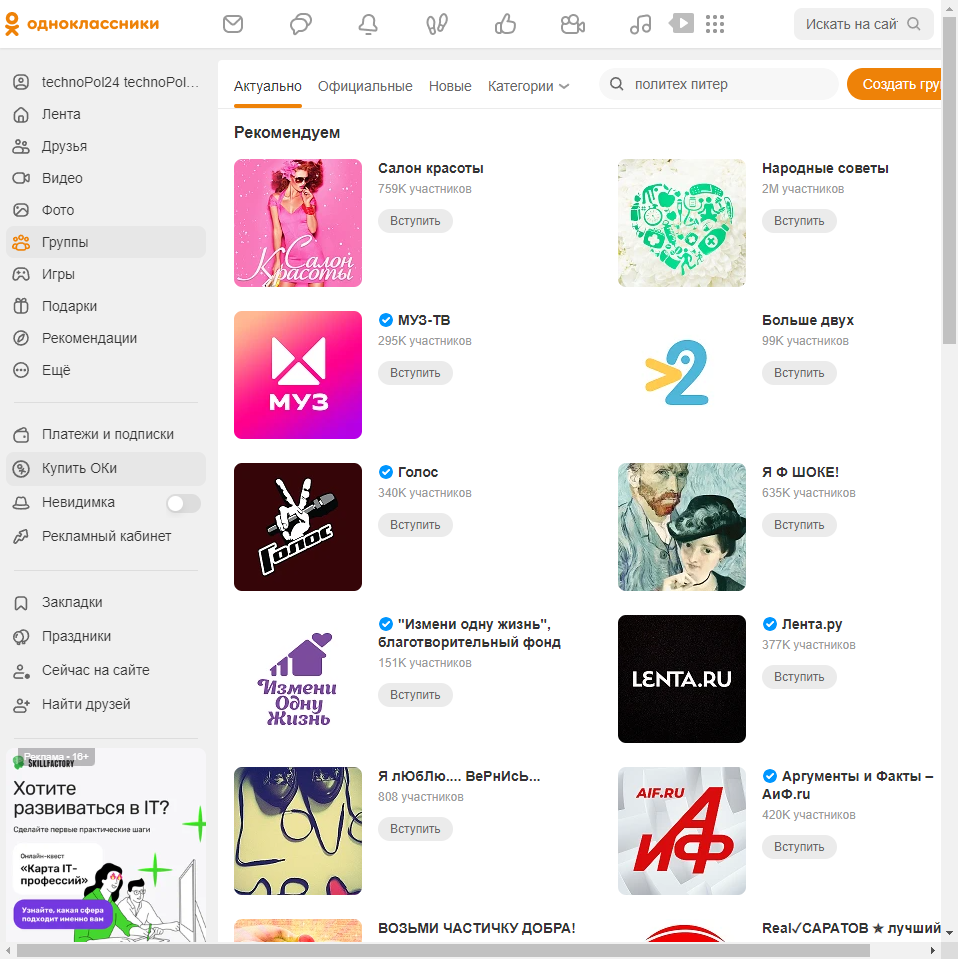 одноклассники
Искать на сайт
technoPol24 technoPol...
Лента
Друзья
Видео
Фото
Группы
Игры
Подарки
Рекомендации
Ещё
Платежи и подписки
Купить ОКи
Невидимка
Рекламный кабинет
Закладки
Праздники
Сейчас на сайте
Найти друзей
Реклама • 16+
SKILLFACTORY
Хотите
развиваться в IT?
Сделайте первые практические шаги
Онлайн-квест
«Карта IT-
профессий»
Узнайте, какая сфера
подходит именно вам
Актуально Официальные Новые Категории
политех питер
Создать гру
Рекомендуем
Салон Красоты
Салон красоты
759K участников
Вступить
Народные советы
2M участников
Вступить
МУЗ
МУЗ-ТВ
295K участников
Вступить
>2
Больше двух
99K участников
Вступить
Голос
Голос
340K участников
Вступить
Я Ф ШОКЕ!
635K участников
Вступить
Измени
Одну
Жизнь
"Измени одну жизнь",
благотворительный фонд
151K участников
Вступить
LENTA.RU
Лента.ру
377K участников
Вступить
Love
Я лЮбЛю.... ВеРнИсЬ...
808 участников
Вступить
AIF.RU
АиФ
Аргументы и Факты –
АиФ.ru
420K участников
Вступить
ВОЗЬМИ ЧАСТИЧКУ ДОБРА!
Real✓САРАТОВ ★ лучший